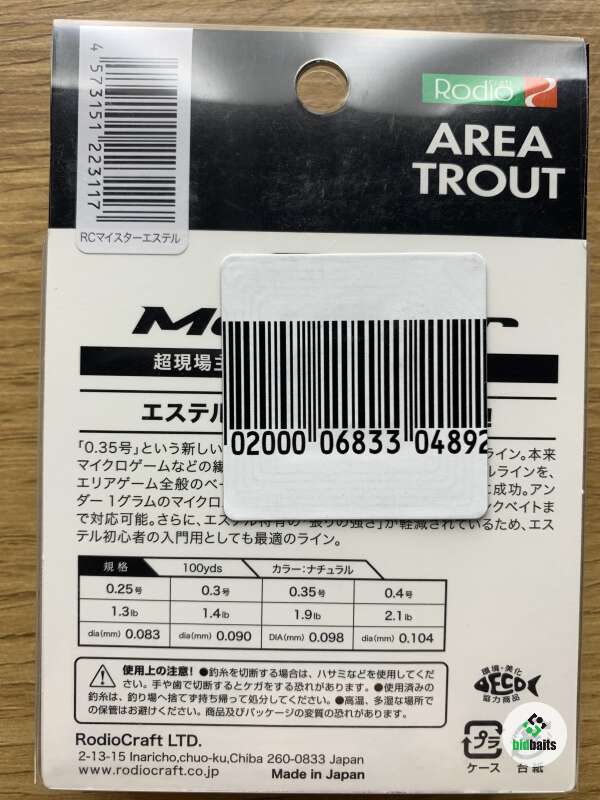 4 573151 223117
RCマイスターエステル
Rodio
AREA
TROUT
超現場主
エステル
02000 06833 04892
「0.35号」という新しい
ライン。本来
マイクロゲームなどの繊
ルラインを、
エリアゲーム全般のベー
に成功。アン
ダー1グラムのマイクロ
ンクベイトま
で対応可能。さらに、エステル特有の"張りの強さ"が軽減されているため、エス
テル初心者の入門用としても最適のライン。
規格 100yds カラー:ナチュラル
0.25号 0.3号 0.35号 0.4号
1.3lb 1.4lb 1.9lb 2.1lb
dia(mm) 0.083 dia(mm) 0.090 DIA(mm) 0.098 dia(mm) 0.104
使用上の注意! ●釣糸を切断する場合は、ハサミなどを使用してくだ
さい。手や歯で切断するとケガをする恐れがあります。●使用済みの
釣糸は、釣り場へ捨てず持ち帰って処分してください。●高温、多湿な場所で
の保管はお避けください。商品及びパッケージの変質の恐れがあります。
環境・美化
ECO
協力商品
RodioCraft LTD.
2-13-15 Inaricho,chuo-ku,Chiba 260-0833 Japan
www.rodiocraft.co.jp Made in Japan
プラ
ケース 台紙
bidbaits